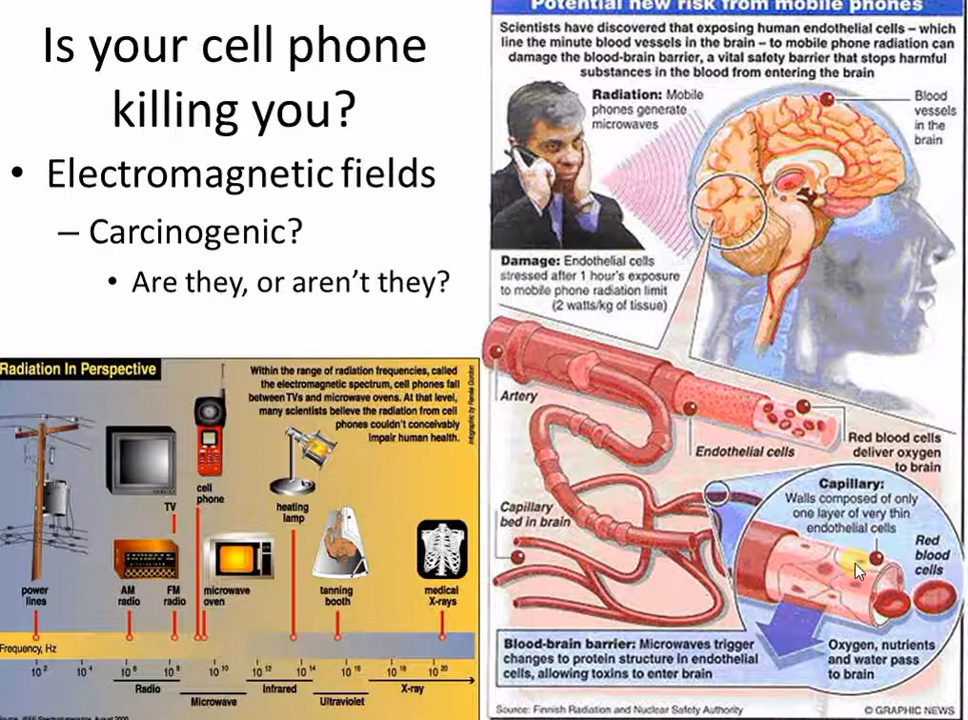 Is your cell phone
killing you?
• Electromagnetic fields
– Carcinogenic?
• Are they, or aren't they?
Potential new risk from mobile phones
Scientists have discovered that exposing human endothelial cells – which
line the minute blood vessels in the brain – to mobile phone radiation can
damage the blood-brain barrier, a vital safety barrier that stops harmful
substances in the blood from entering the brain
Radiation: Mobile
phones generate
microwaves
Blood
vessels
in the
brain
Damage: Endothelial cells
stressed after 1 hour's exposure
to mobile phone radiation limit
(2 watts/kg of tissue)
Artery
Endothelial cells
Red blood cells
deliver oxygen
to brain
Capillary
bed in brain
Capillary:
Walls composed of only
one layer of very thin
endothelial cells
Red
blood
cells
Blood-brain barrier: Microwaves trigger
changes to protein structure in endothelial
cells, allowing toxins to enter brain
Oxygen, nutrients
and water pass
to brain
Source: Finnish Radiation and Nuclear Safety Authority
© GRAPHIC NEWS
Radiation In Perspective
Within the range of radiation frequencies, called
the electromagnetic spectrum, cell phones fall
between TVs and microwave ovens. At that level,
many scientists believe the radiation from cell
phones couldn't conceivably
impair human health.
TV
cell
phone
heating
lamp
power
lines
AM
radio
FM
radio
microwave
oven
tanning
booth
medical
X-rays
Frequency, Hz
10² 10⁴ 10⁶ 10⁸ 10¹⁰ 10¹² 10¹⁴ 10¹⁶ 10¹⁸ 10²⁰
Radio
Microwave
Infrared
Ultraviolet
X-ray